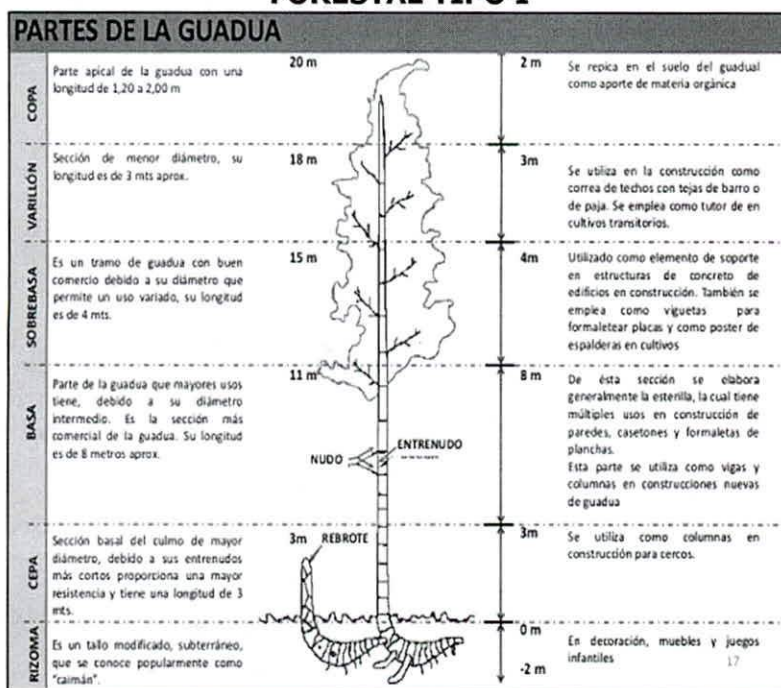 FORESTAL TIPO I
PARTES DE LA GUADUA
COPA
Parte apical de la guadua con una
longitud de 1,20 a 2,00 m
20 m
2 m
Se repica en el suelo del guadual
como aporte de materia orgánica
VARILLÓN
Sección de menor diámetro, su
longitud es de 3 mts aprox.
18 m
3m
Se utiliza en la construcción como
correa de techos con tejas de barro o
de paja. Se emplea como tutor de en
cultivos transitorios.
SOBREBASA
Es un tramo de guadua con buen
comercio debido a su diámetro que
permite un uso variado, su longitud
es de 4 mts.
15 m
4m
Utilizado como elemento de soporte
en estructuras de concreto de
edificios en construcción. También se
emplea como viguetas para
formaletear placas y como poster de
espalderas en cultivos
BASA
Parte de la guadua que mayores usos
tiene, debido a su diámetro
intermedio. Es la sección más
comercial de la guadua. Su longitud
es de 8 metros aprox.
11 m
NUDO
ENTRENUDO
8 m
De ésta sección se elabora
generalmente la esterilla, la cual tiene
múltiples usos en construcción de
paredes, casetones y formaletas de
planchas.
Esta parte se utiliza como vigas y
columnas en construcciones nuevas
de guadua
CEPA
Sección basal del culmo de mayor
diámetro, debido a sus entrenudos
más cortos proporciona una mayor
resistencia y tiene una longitud de 3
mts.
3m
REBROTE
3m
Se utiliza como columnas en
construcción para cercos.
RIZOMA
Es un tallo modificado, subterráneo,
que se conoce popularmente como
"caimán".
0 m
-2 m
En decoración, muebles y juegos
infantiles
17